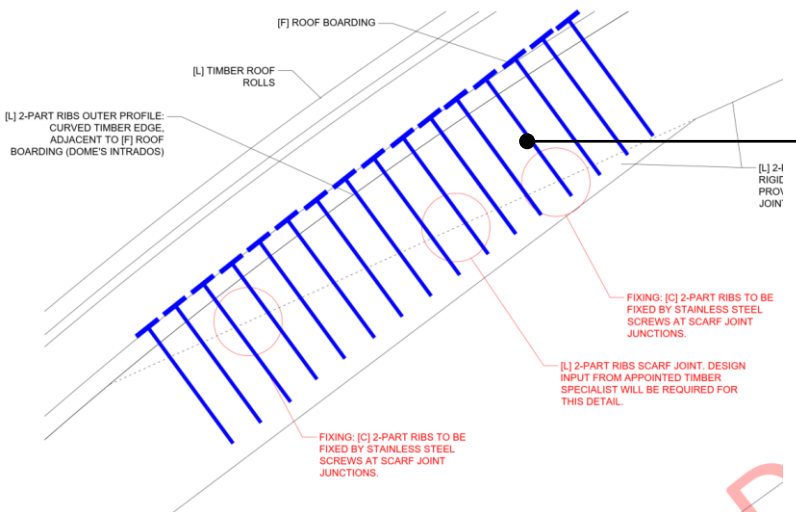 [F] ROOF BOARDING
[L] TIMBER ROOF
ROLLS
[L] 2-PART RIBS OUTER PROFILE:
CURVED TIMBER EDGE,
ADJACENT TO [F] ROOF
BOARDING (DOME'S INTRADOS)
[L] 2-
FIXING: [C] 2-PART RIBS TO BE
FIXED BY STAINLESS STEEL
SCREWS AT SCARF JOINT
JUNCTIONS.
[L] 2-PART RIBS SCARF JOINT. DESIGN
INPUT FROM APPOINTED TIMBER
SPECIALIST WILL BE REQUIRED FOR
THIS DETAIL.
FIXING: [C] 2-PART RIBS TO BE
FIXED BY STAINLESS STEEL
SCREWS AT SCARF JOINT
JUNCTIONS.